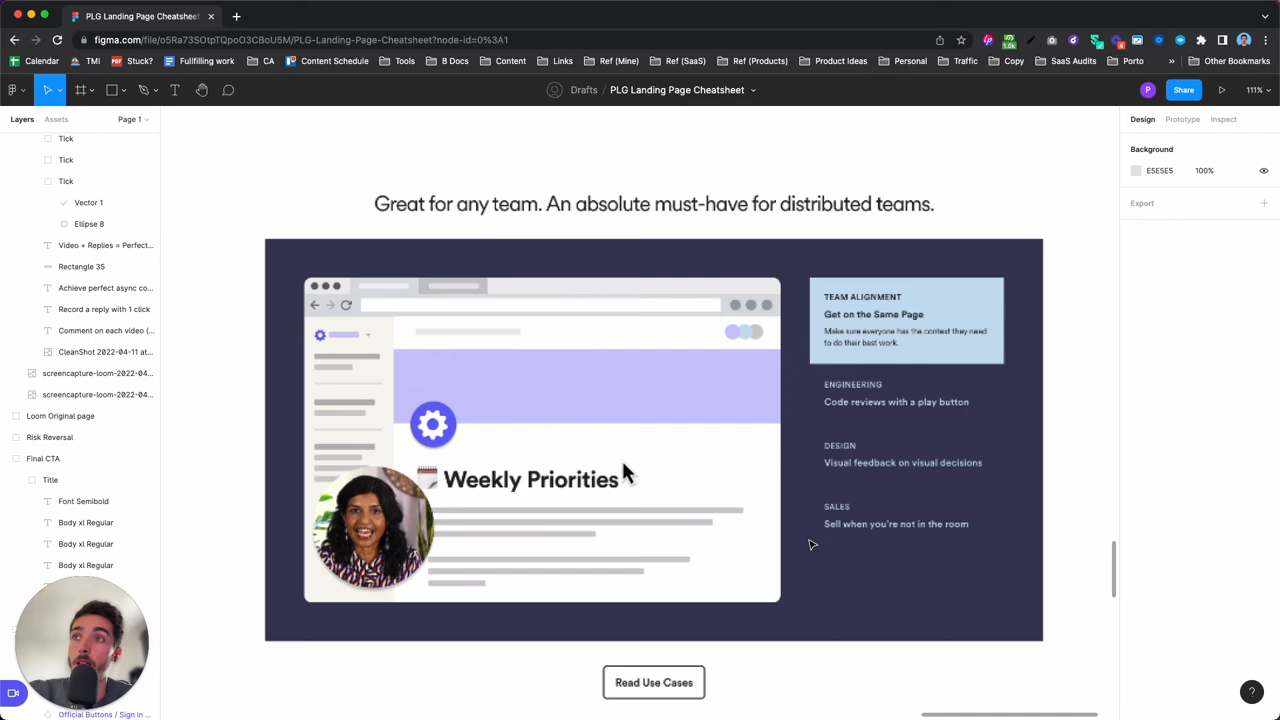 PLG Landing Page Cheatsheet
figma.com/file/o5Ra73SOtpTQpoO3CBoU5M/PLG-Landing-Page-Cheatsheet?node-id=0%3A1
Calendar TMI Stuck? Fullfilling work CA Content Schedule Tools B Docs Content Links Ref (Mine) Ref (SaaS) Ref (Products) Product Ideas Personal Traffic Copy SaaS Audits » Other Bookmarks
Drafts / PLG Landing Page Cheatsheet
P
Share
111%
Layers Assets Page 1
Tick
Tick
Tick
Vector 1
Ellipse 8
Video + Replies = Perfect...
Rectangle 35
Achieve perfect async co...
Record a reply with 1 click
Comment on each video (...
CleanShot 2022-04-11 at...
screencapture-loom-2022-04...
screencapture-loom-2022-04...
Loom Original page
Risk Reversal
Final CTA
Title
Font Semibold
Body xl Regular
Body xl Regular
Body xl Regular
Official Buttons / Sign in ...
Great for any team. An absolute must-have for distributed teams.
Weekly Priorities
TEAM ALIGNMENT
Get on the Same Page
Make sure everyone has the context they need
to do their best work.
ENGINEERING
Code reviews with a play button
DESIGN
Visual feedback on visual decisions
SALES
Sell when you're not in the room
Read Use Cases
Design Prototype Inspect
Background
E5E5E5 100%
Export
?